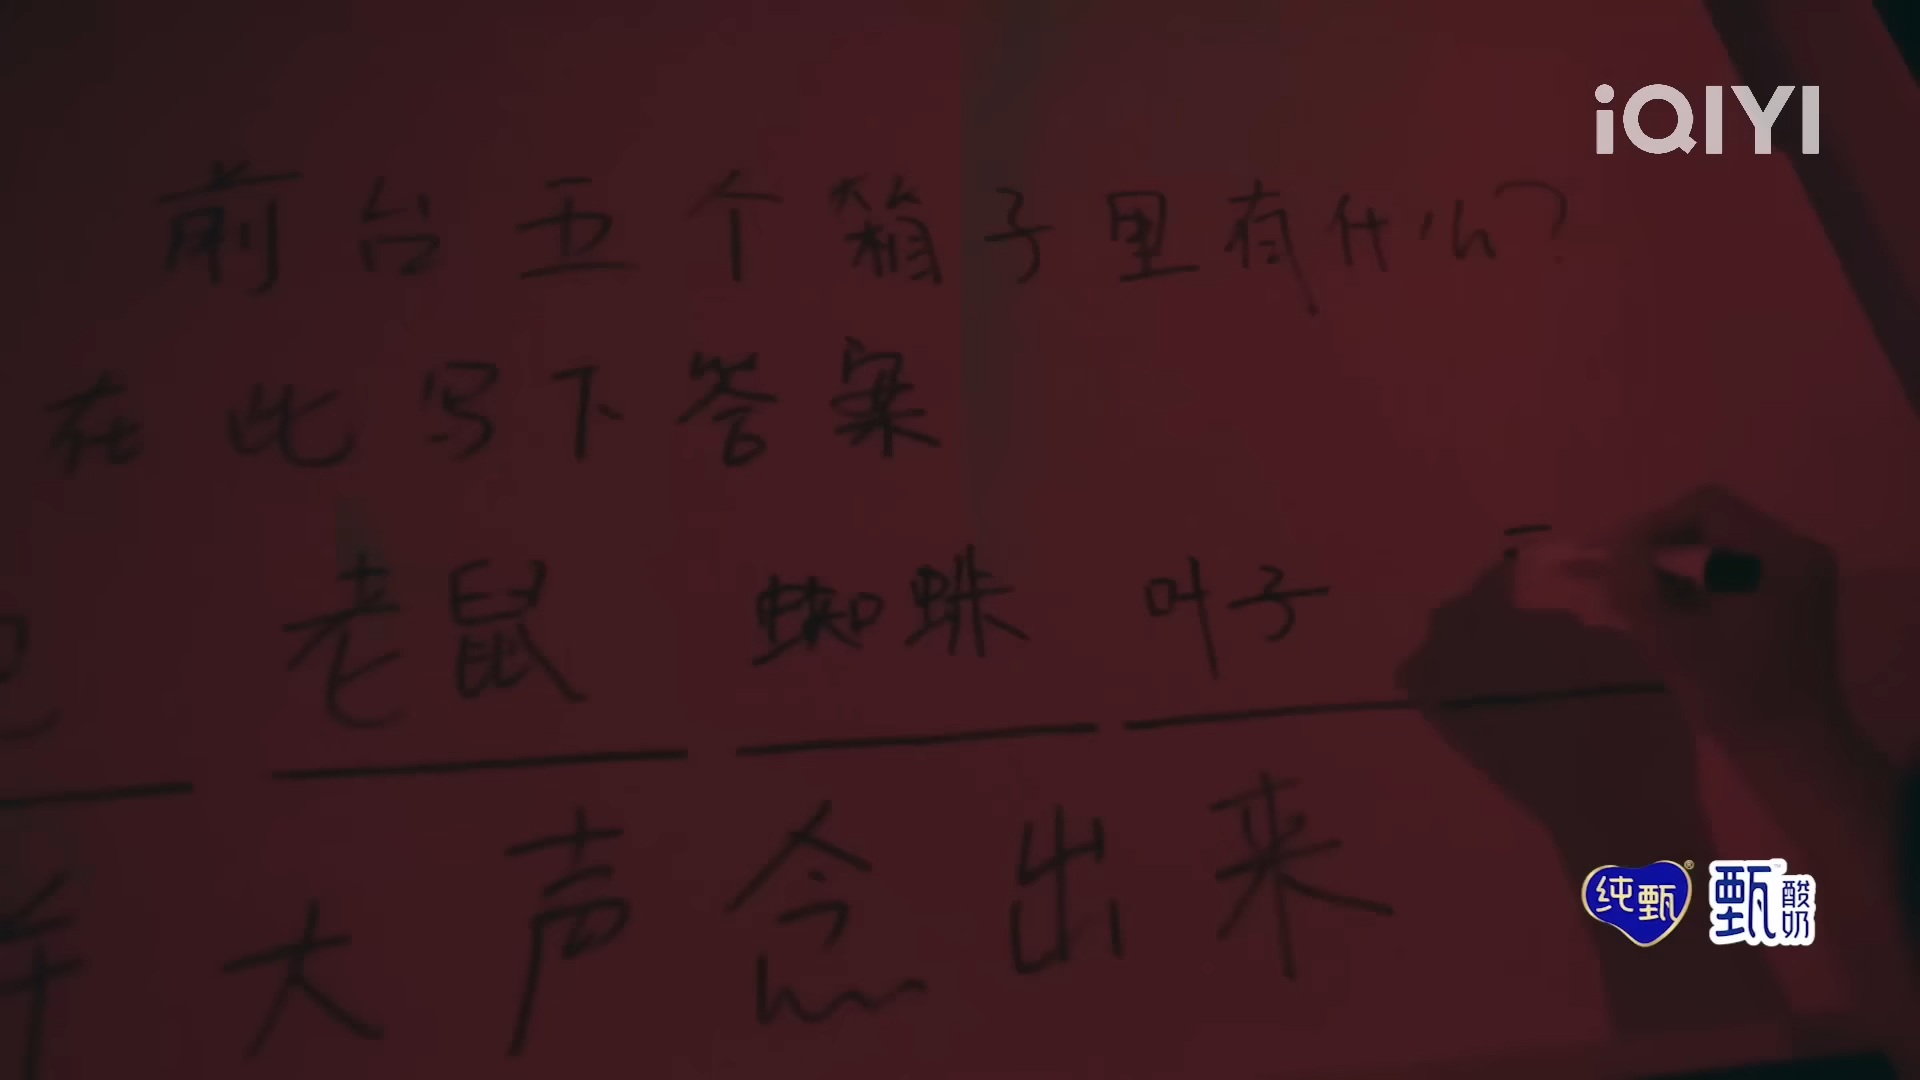 iQIYI
前台五个箱子里有什么?
在此写下答案
老鼠 蜘蛛 叶子
大声念出来
纯甄® 甄酸奶